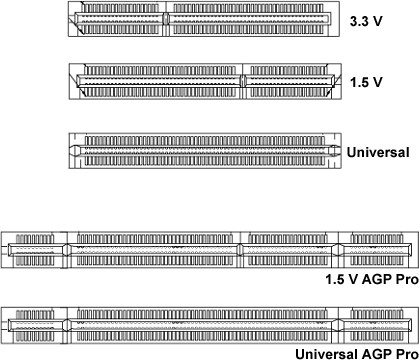 3.3 V
1.5 V
Universal
1.5 V AGP Pro
Universal AGP Pro